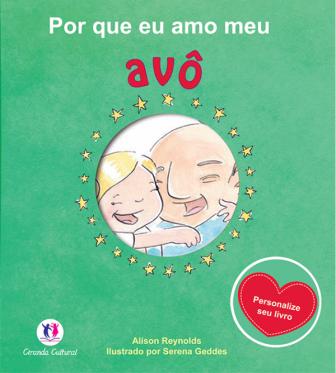 Por que eu amo meu
avô
Personalize
seu livro
Alison Reynolds
Ilustrado por Serena Geddes
Ciranda Cultural